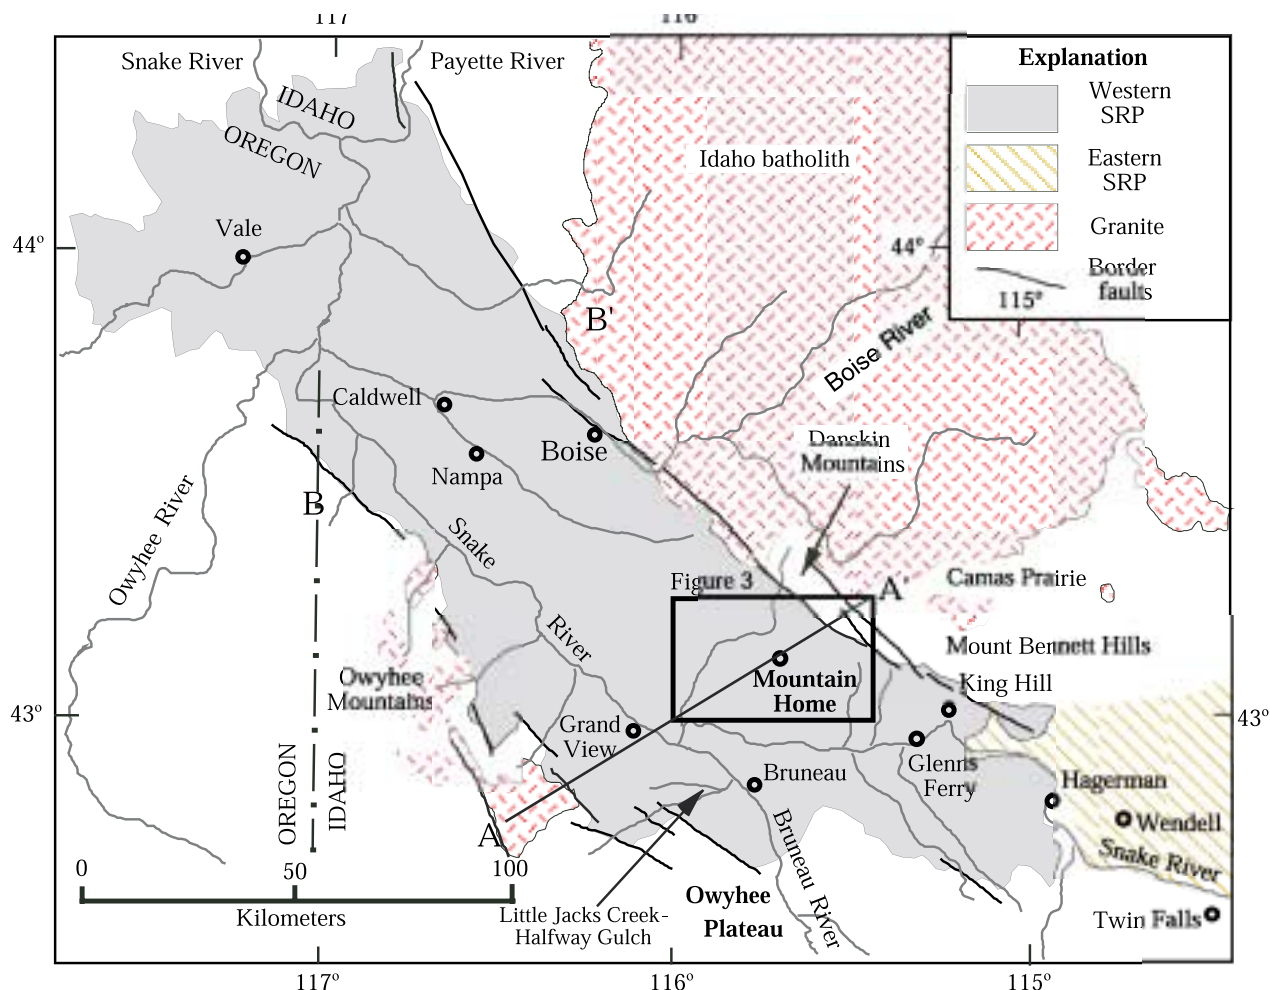 117
116
Snake River
Payette River
Explanation
Western
SRP
Eastern
SRP
Granite
Border
faults
115°
IDAHO
OREGON
Idaho batholith
Vale
44°
44°
B'
Boise River
Caldwell
Boise
Nampa
Danskin
Mountains
B
Owyhee River
Snake
River
Figure 3
A'
Camas Prairie
Mount Bennett Hills
King Hill
Owyhee
Mountains
Mountain
Home
43°
43°
Grand
View
Glenns
Ferry
Bruneau
Hagerman
Wendell
Snake River
Twin Falls
OREGON
IDAHO
A
Bruneau River
Owyhee
Plateau
Little Jacks Creek-
Halfway Gulch
0 50 100
Kilometers
117° 116° 115°